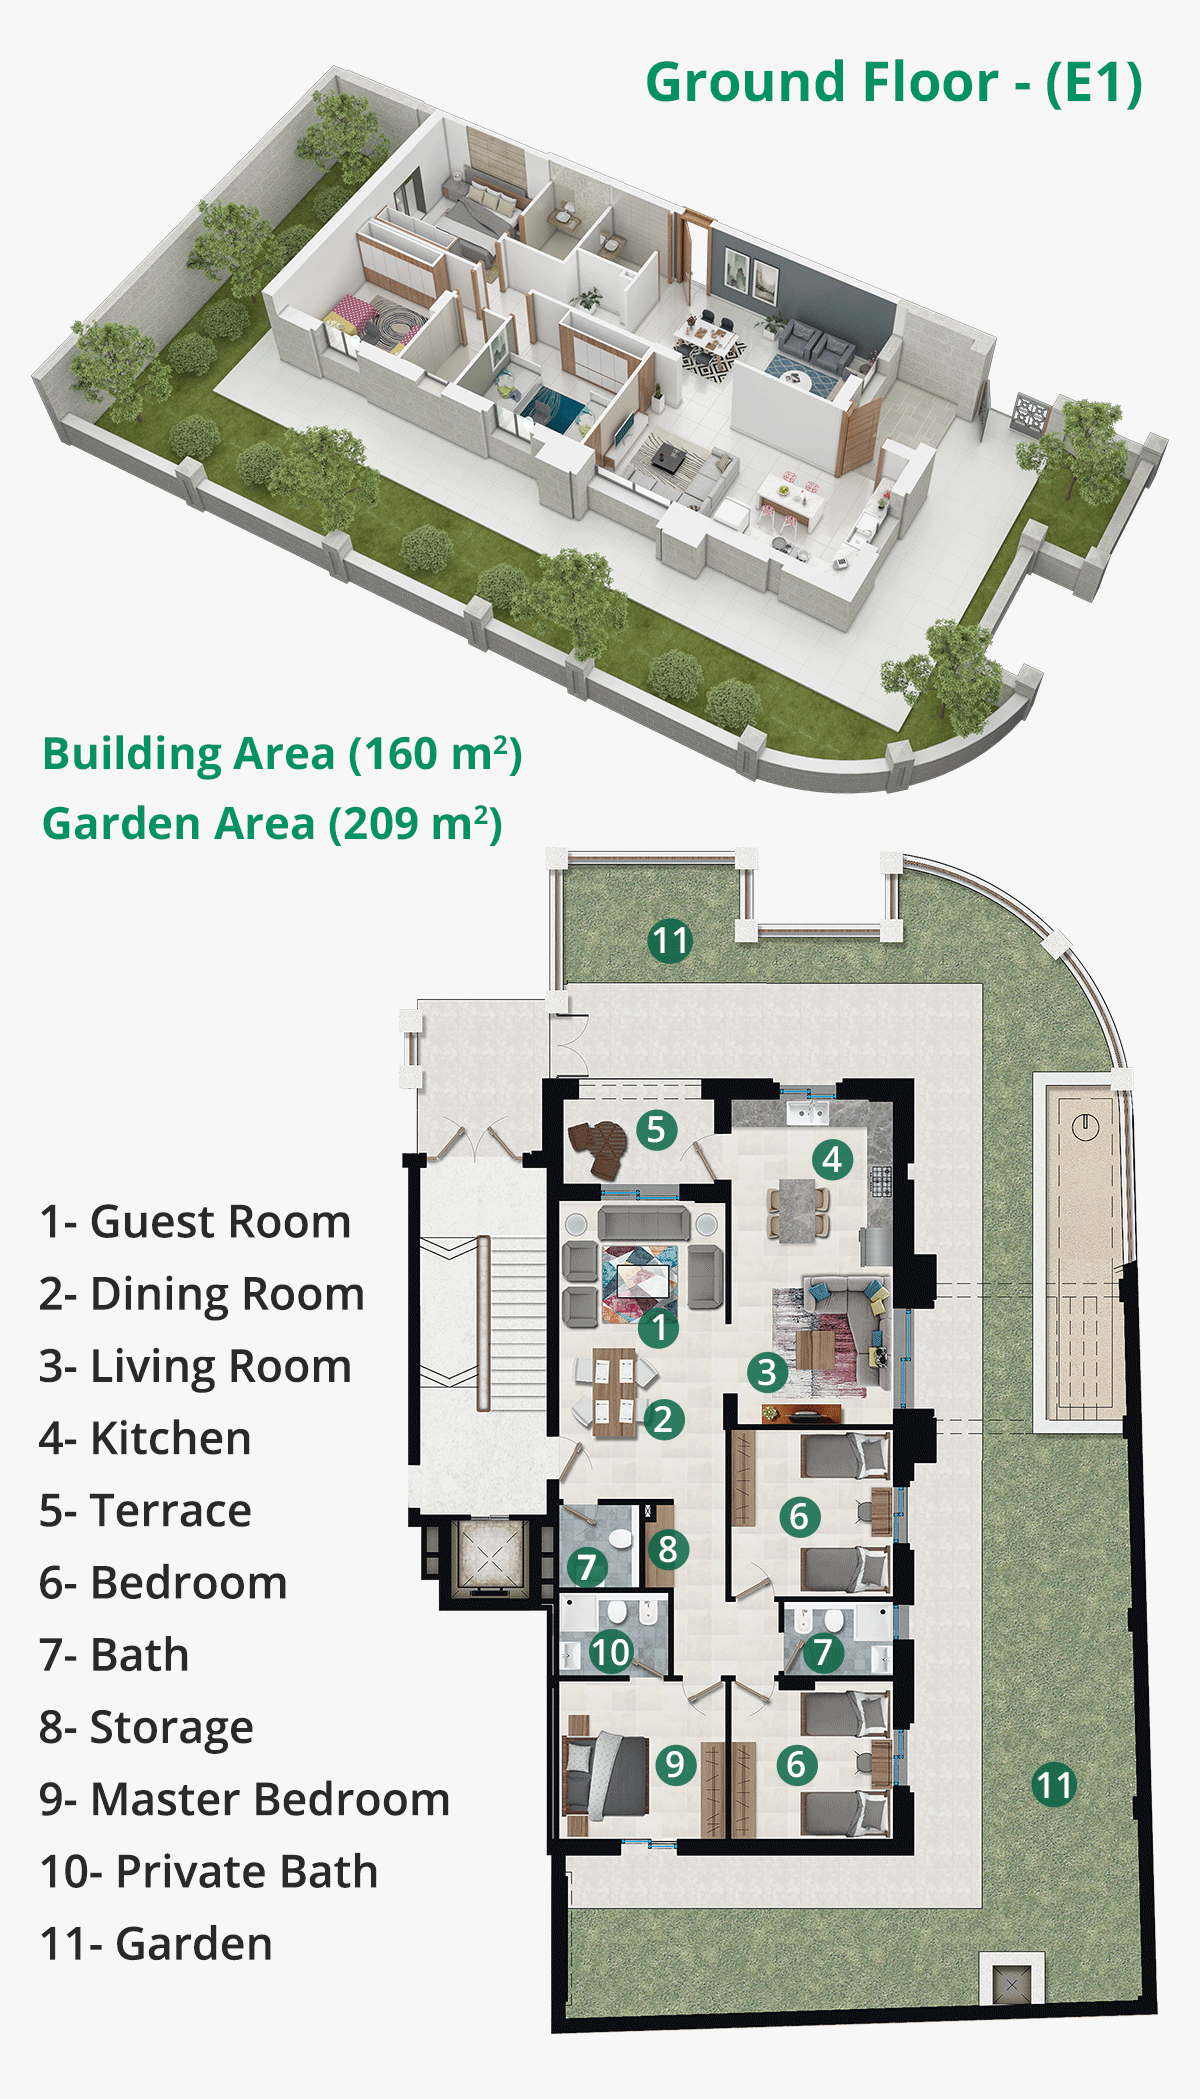 Ground Floor - (E1)
Building Area (160 m²)
Garden Area (209 m²)
11
5
4
1- Guest Room
2- Dining Room
3- Living Room
4- Kitchen
5- Terrace
6- Bedroom
7- Bath
8- Storage
9- Master Bedroom
10- Private Bath
11- Garden
1
3
2
6
8
7
10
7
9
6
11